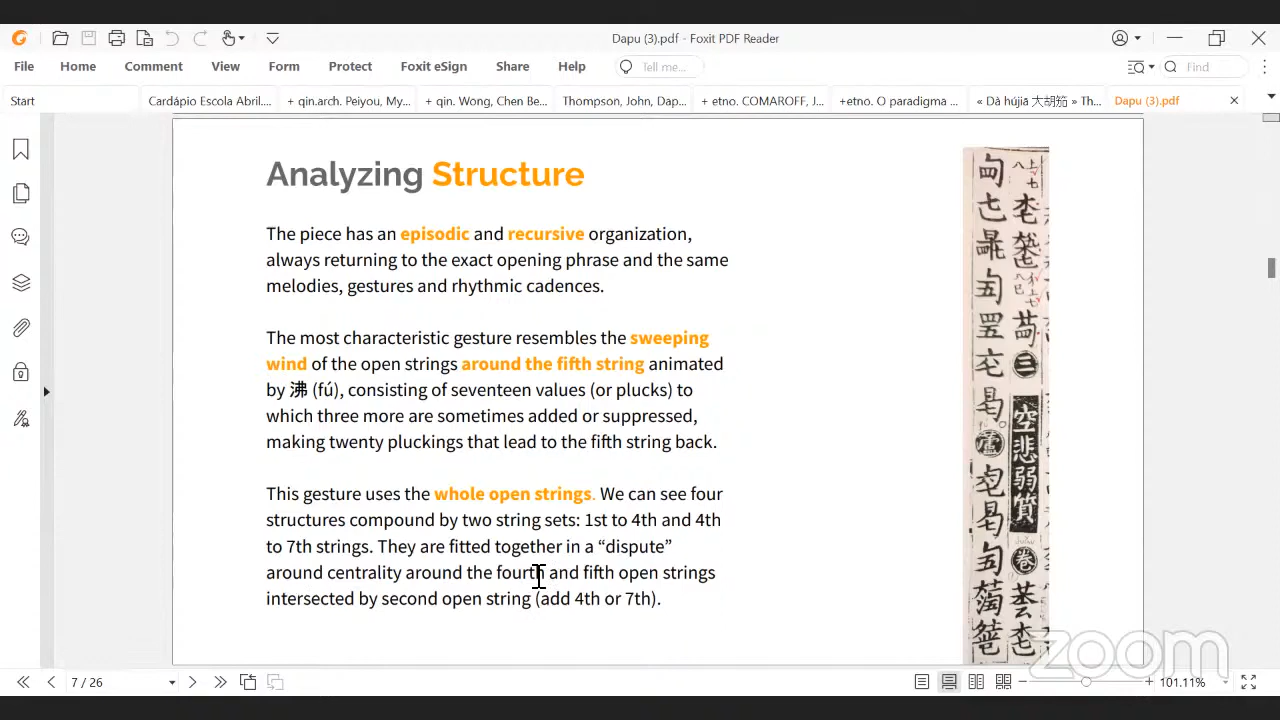 Dapu (3).pdf - Foxit PDF Reader
File Home Comment View Form Protect Foxit eSign Share Help Tell me... Find
Start Cardápio Escola Abril.... + qin.arch. Peiyou, My... + qin. Wong, Chen Be... Thompson, John, Dap... + etno. COMAROFF, J... +etno. O paradigma ... « Dà hújiā 大胡笳 » Th... Dapu (3).pdf
Analyzing Structure
The piece has an episodic and recursive organization,
always returning to the exact opening phrase and the same
melodies, gestures and rhythmic cadences.
The most characteristic gesture resembles the sweeping
wind of the open strings around the fifth string animated
by 沸 (fú), consisting of seventeen values (or plucks) to
which three more are sometimes added or suppressed,
making twenty pluckings that lead to the fifth string back.
This gesture uses the whole open strings. We can see four
structures compound by two string sets: 1st to 4th and 4th
to 7th strings. They are fitted together in a “dispute”
around centrality around the fourth and fifth open strings
intersected by second open string (add 4th or 7th).
三
空悲弱質
zoom
7 / 26
101.11%